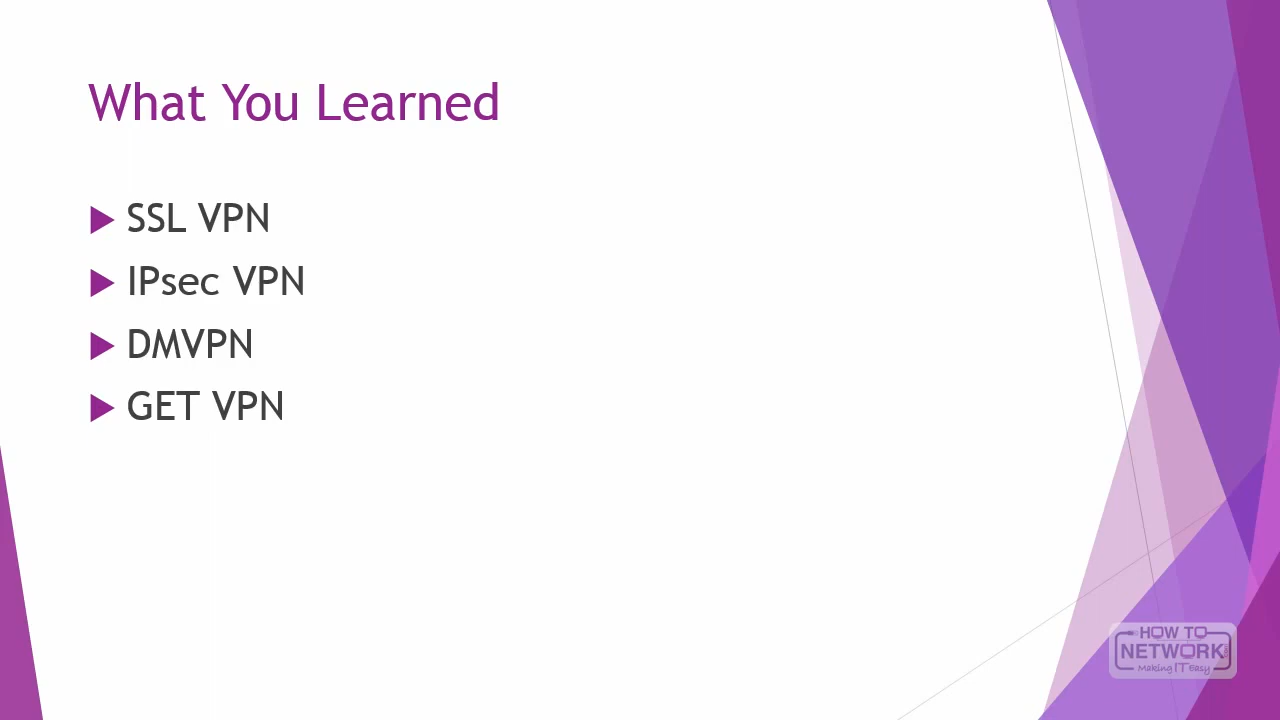 What You Learned
SSL VPN
IPsec VPN
DMVPN
GET VPN
HOW TO
NETWORK
Making IT Easy